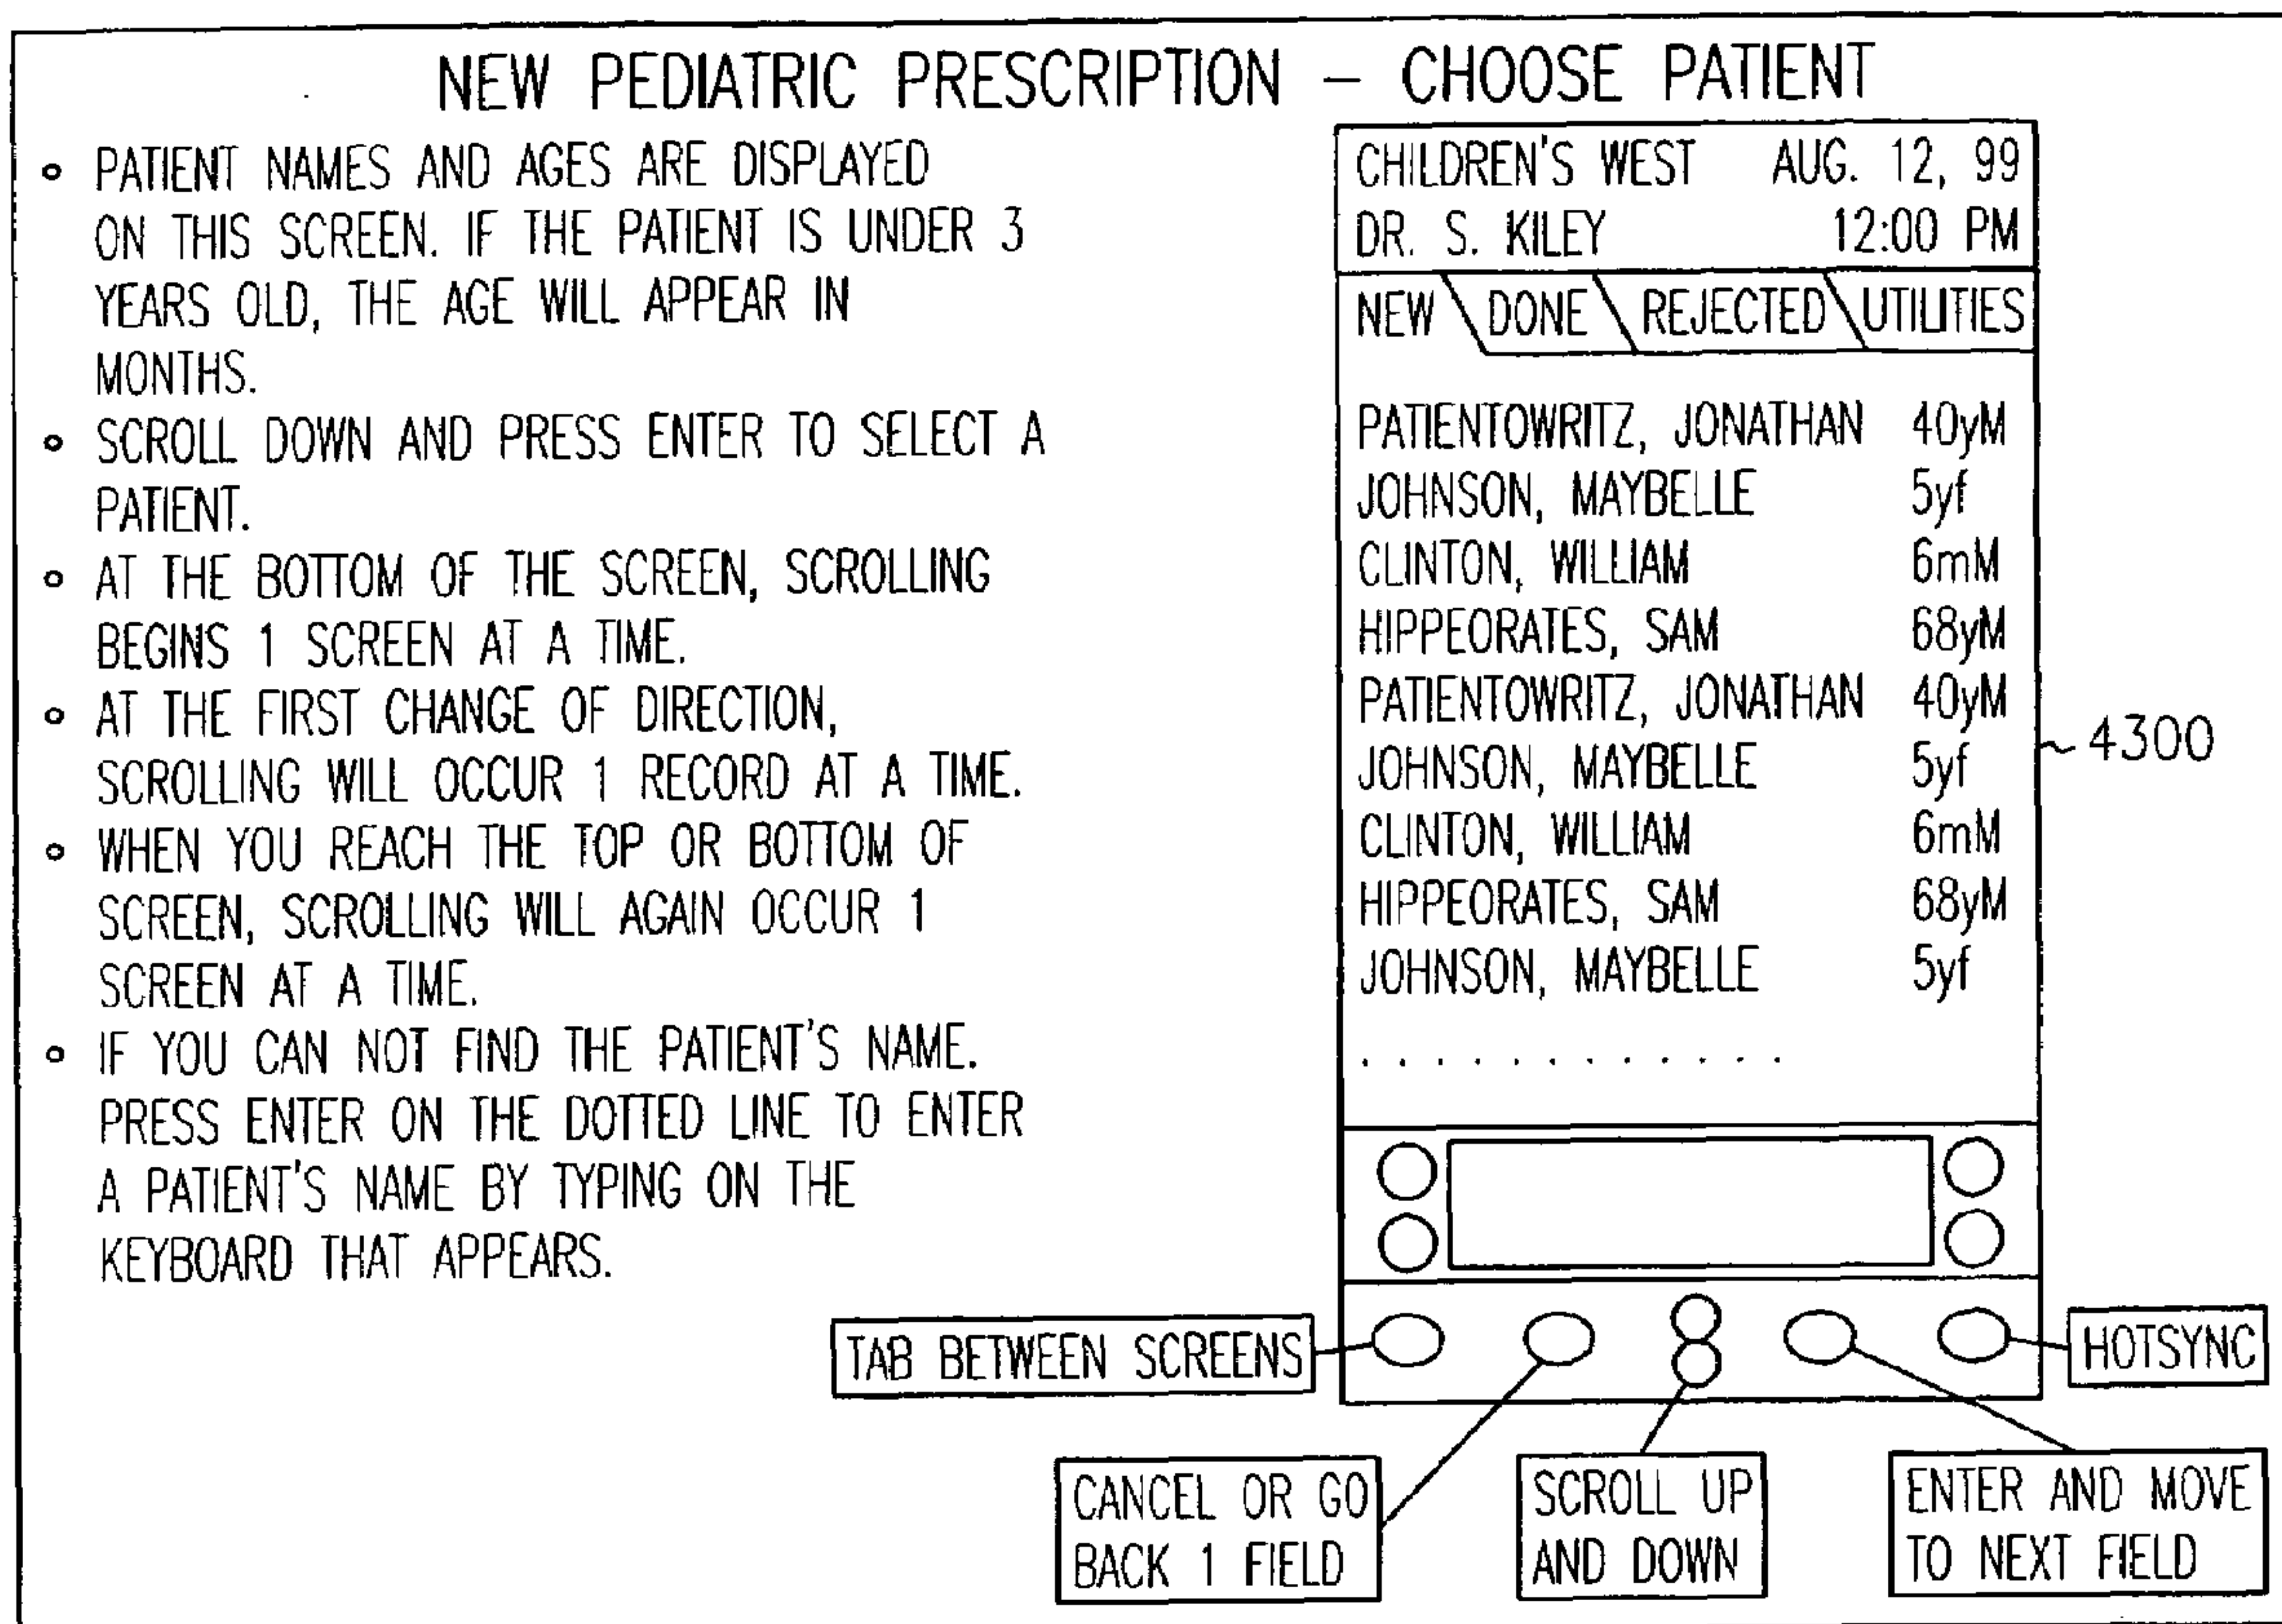 NEW PEDIATRIC PRESCRIPTION – CHOOSE PATIENT
° PATIENT NAMES AND AGES ARE DISPLAYED
ON THIS SCREEN. IF THE PATIENT IS UNDER 3
YEARS OLD, THE AGE WILL APPEAR IN
MONTHS.
° SCROLL DOWN AND PRESS ENTER TO SELECT A
PATIENT.
° AT THE BOTTOM OF THE SCREEN, SCROLLING
BEGINS 1 SCREEN AT A TIME.
° AT THE FIRST CHANGE OF DIRECTION,
SCROLLING WILL OCCUR 1 RECORD AT A TIME.
° WHEN YOU REACH THE TOP OR BOTTOM OF
SCREEN, SCROLLING WILL AGAIN OCCUR 1
SCREEN AT A TIME.
° IF YOU CAN NOT FIND THE PATIENT'S NAME.
PRESS ENTER ON THE DOTTED LINE TO ENTER
A PATIENT'S NAME BY TYPING ON THE
KEYBOARD THAT APPEARS.
CHILDREN'S WEST AUG. 12, 99
DR. S. KILEY 12:00 PM
NEW DONE REJECTED UTILITIES
PATIENTOWRITZ, JONATHAN 40yM
JOHNSON, MAYBELLE 5yf
CLINTON, WILLIAM 6mM
HIPPEORATES, SAM 68yM
PATIENTOWRITZ, JONATHAN 40yM
JOHNSON, MAYBELLE 5yf
CLINTON, WILLIAM 6mM
HIPPEORATES, SAM 68yM
JOHNSON, MAYBELLE 5yf
. . . . . . . . . . . . .
4300
TAB BETWEEN SCREENS
HOTSYNC
CANCEL OR GO
BACK 1 FIELD
SCROLL UP
AND DOWN
ENTER AND MOVE
TO NEXT FIELD